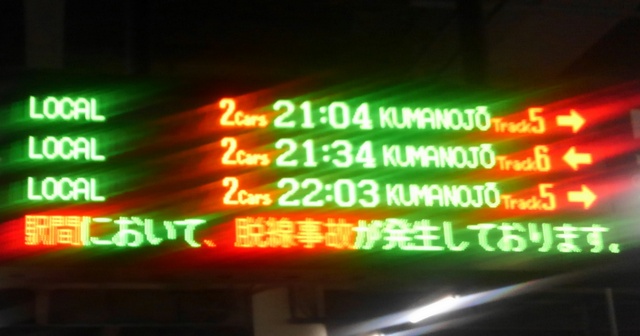 LOCAL 2Cars 21:04 KUMANOJŌ Track5 →
LOCAL 2Cars 21:34 KUMANOJŌ Track6 ←
LOCAL 2Cars 22:03 KUMANOJŌ Track5 →
駅間において、脱線事故が発生しております。